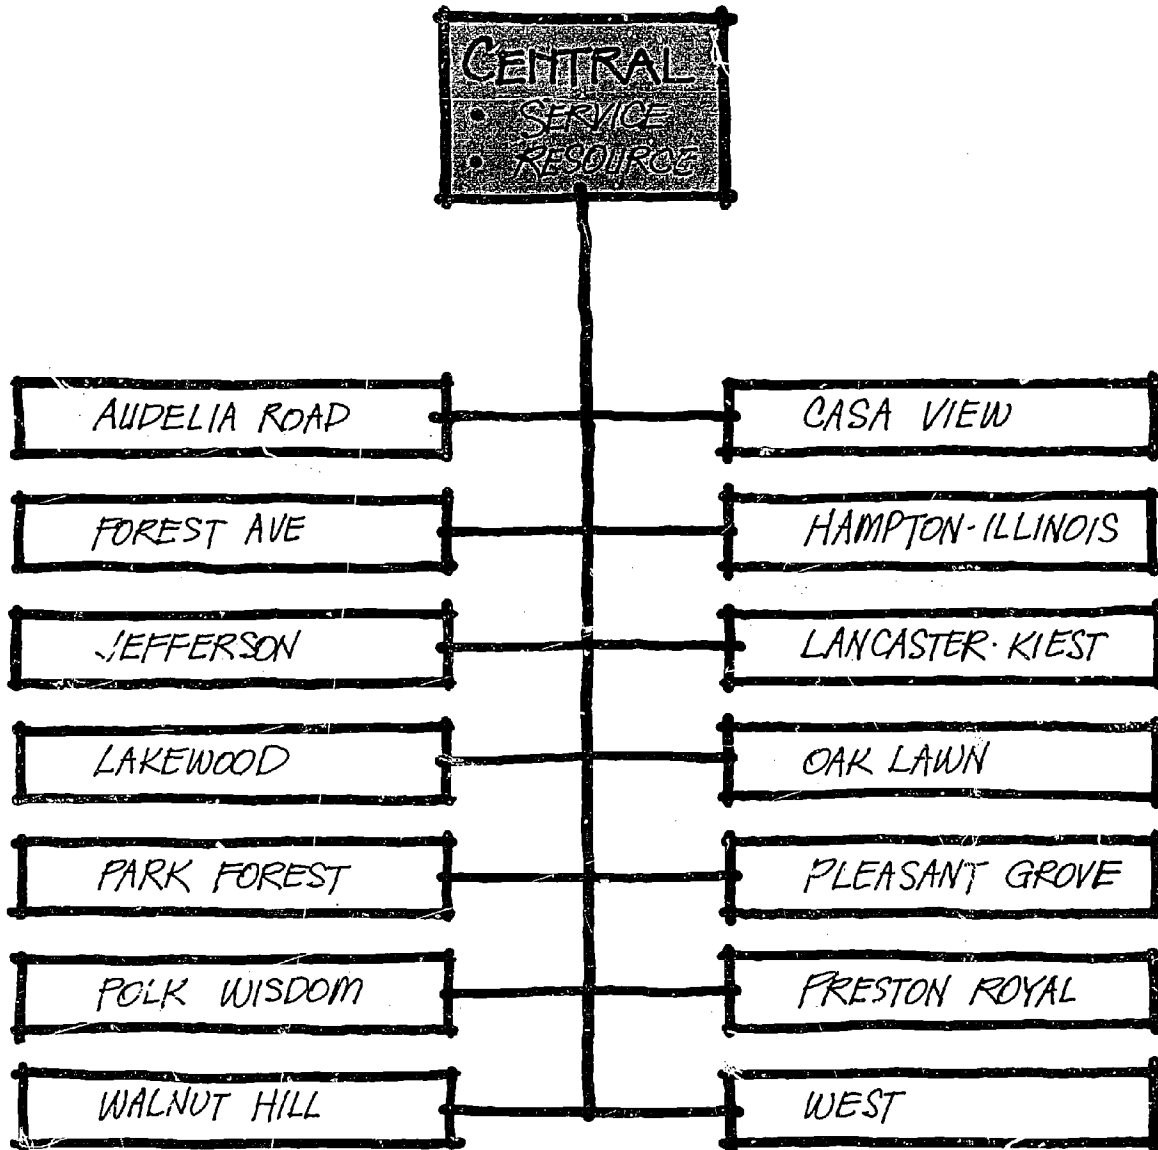 CENTRAL
• SERVICE
• RESOURCE
AUDELIA ROAD
CASA VIEW
FOREST AVE
HAMPTON-ILLINOIS
JEFFERSON
LANCASTER·KIEST
LAKEWOOD
OAK LAWN
PARK FOREST
PLEASANT GROVE
POLK WISDOM
PRESTON ROYAL
WALNUT HILL
WEST